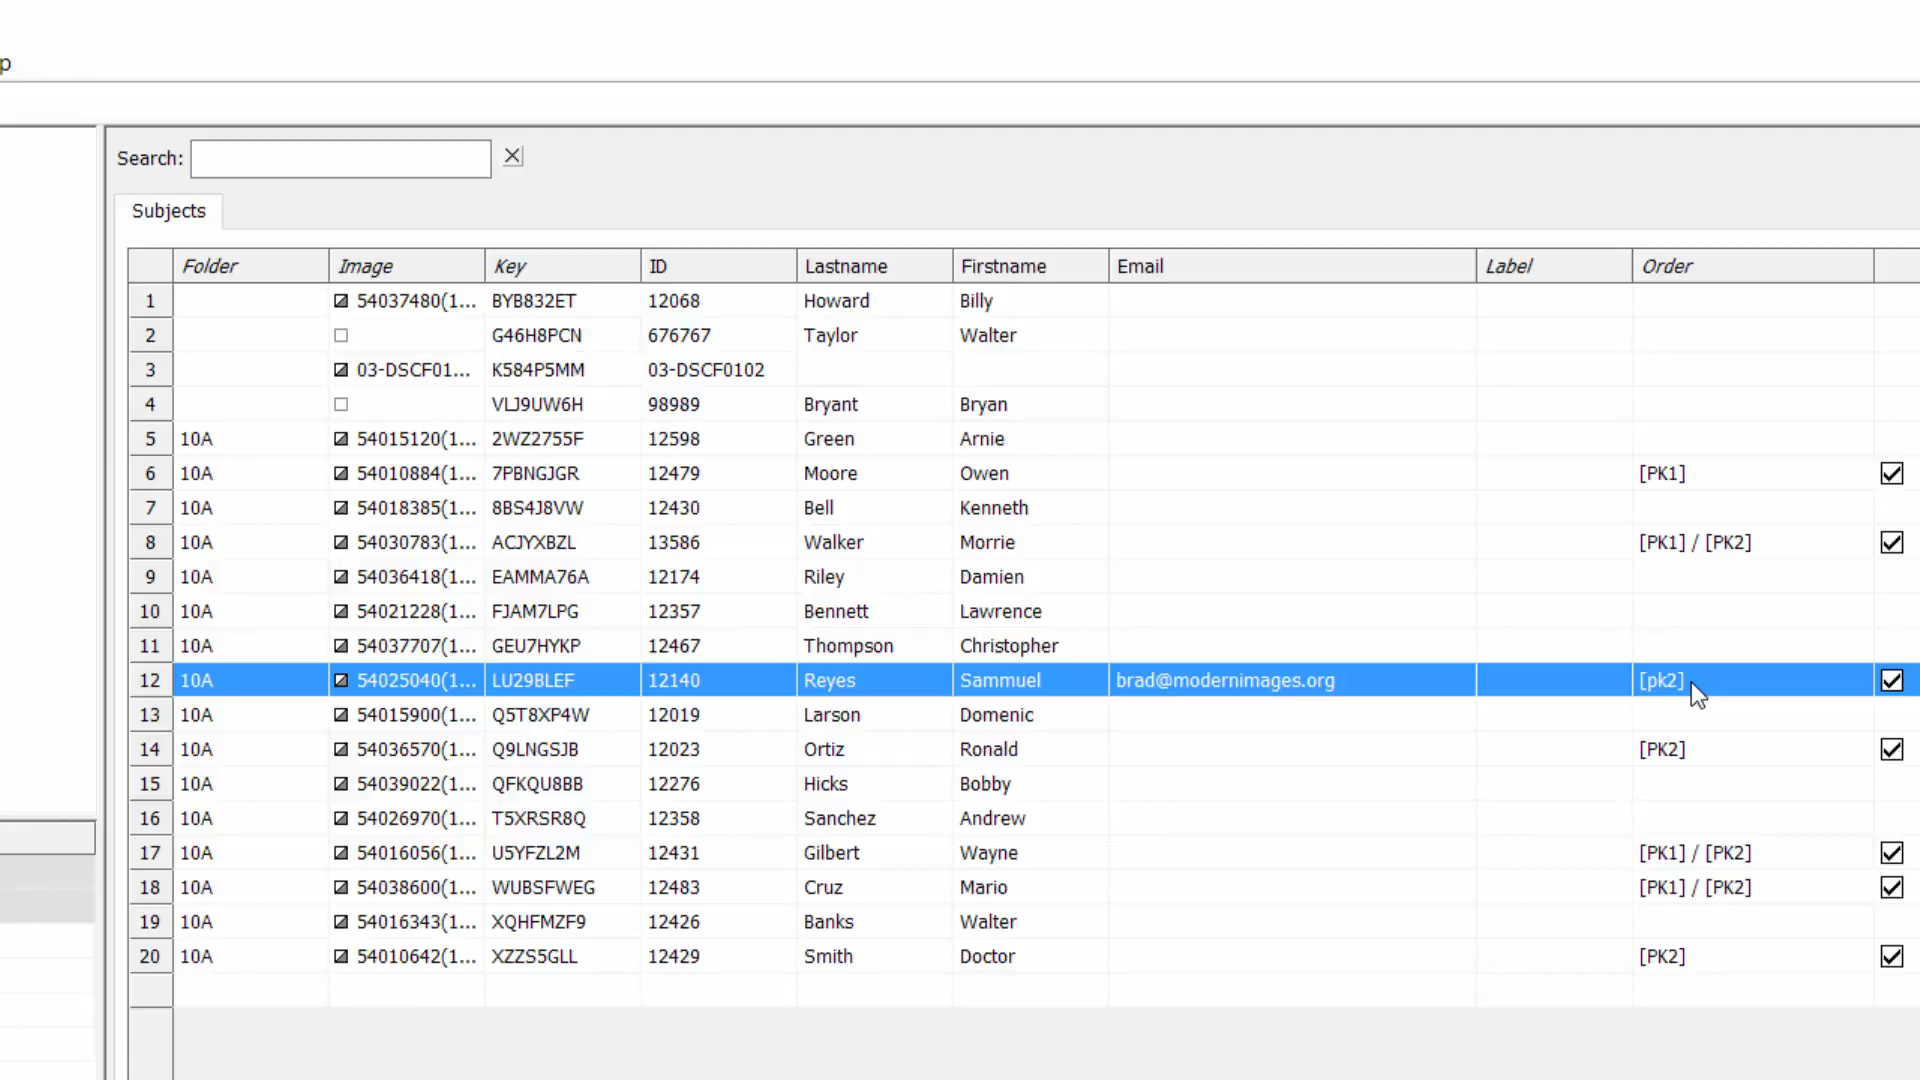 p
Search:
Subjects
Folder Image Key ID Lastname Firstname Email Label Order
1 54037480(1... BYB832ET 12068 Howard Billy
2 G46H8PCN 676767 Taylor Walter
3 03-DSCF01... K584P5MM 03-DSCF0102
4 VLJ9UW6H 98989 Bryant Bryan
5 10A 54015120(1... 2WZ2755F 12598 Green Arnie
6 10A 54010884(1... 7PBNGJGR 12479 Moore Owen [PK1]
7 10A 54018385(1... 8BS4J8VW 12430 Bell Kenneth
8 10A 54030783(1... ACJYXBZL 13586 Walker Morrie [PK1] / [PK2]
9 10A 54036418(1... EAMMA76A 12174 Riley Damien
10 10A 54021228(1... FJAM7LPG 12357 Bennett Lawrence
11 10A 54037707(1... GEU7HYKP 12467 Thompson Christopher
12 10A 54025040(1... LU29BLEF 12140 Reyes Sammuel brad@modernimages.org [pk2]
13 10A 54015900(1... Q5T8XP4W 12019 Larson Domenic
14 10A 54036570(1... Q9LNGSJB 12023 Ortiz Ronald [PK2]
15 10A 54039022(1... QFKQU8BB 12276 Hicks Bobby
16 10A 54026970(1... T5XRSR8Q 12358 Sanchez Andrew
17 10A 54016056(1... U5YFZL2M 12431 Gilbert Wayne [PK1] / [PK2]
18 10A 54038600(1... WUBSFWEG 12483 Cruz Mario [PK1] / [PK2]
19 10A 54016343(1... XQHFMZF9 12426 Banks Walter
20 10A 54010642(1... XZZS5GLL 12429 Smith Doctor [PK2]